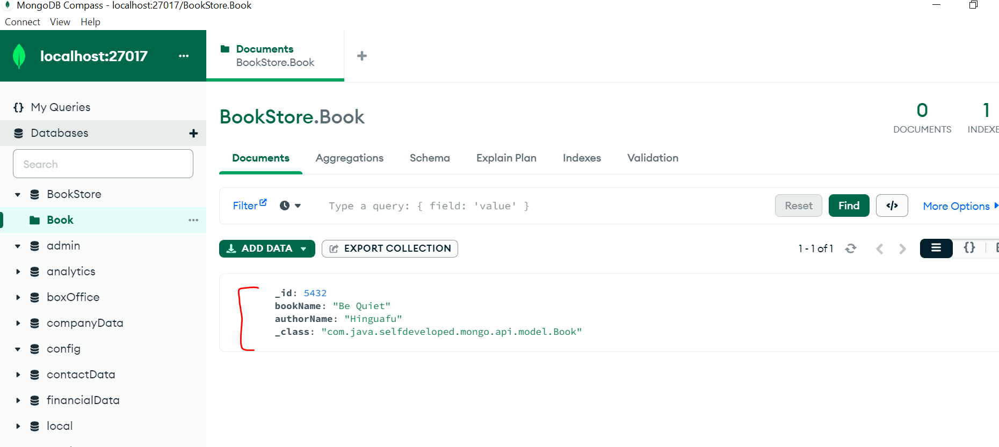 MongoDB Compass - localhost:27017/BookStore.Book
Connect View Help
localhost:27017 ...
Documents
BookStore.Book
{} My Queries
Databases
Search
BookStore
Book
admin
analytics
boxOffice
companyData
config
contactData
financialData
local
BookStore.Book
0
DOCUMENTS
1
INDEXE
Documents Aggregations Schema Explain Plan Indexes Validation
Filter Type a query: { field: 'value' } Reset Find </> More Options
ADD DATA EXPORT COLLECTION 1 - 1 of 1 {}
_id: 5432
bookName: "Be Quiet"
authorName: "Hinguafu"
_class: "com.java.selfdeveloped.mongo.api.model.Book"